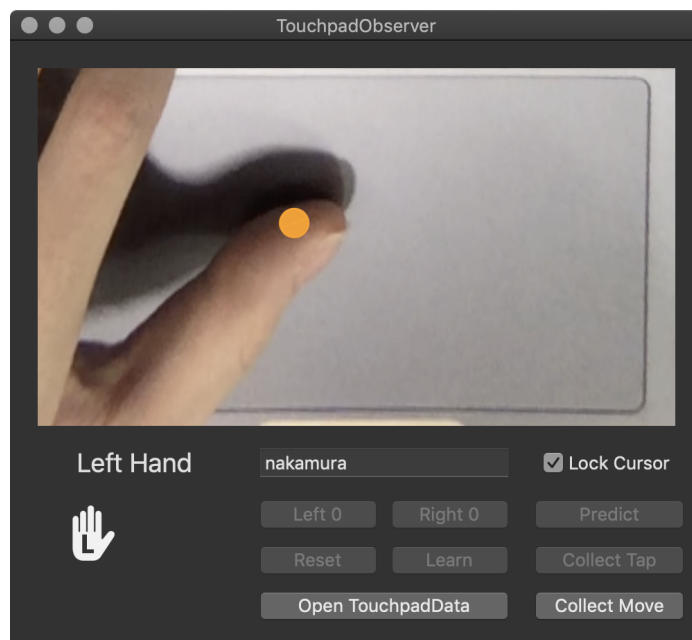 TouchpadObserver
Left Hand
nakamura
Lock Cursor
L
Left 0
Right 0
Predict
Reset
Learn
Collect Tap
Open TouchpadData
Collect Move